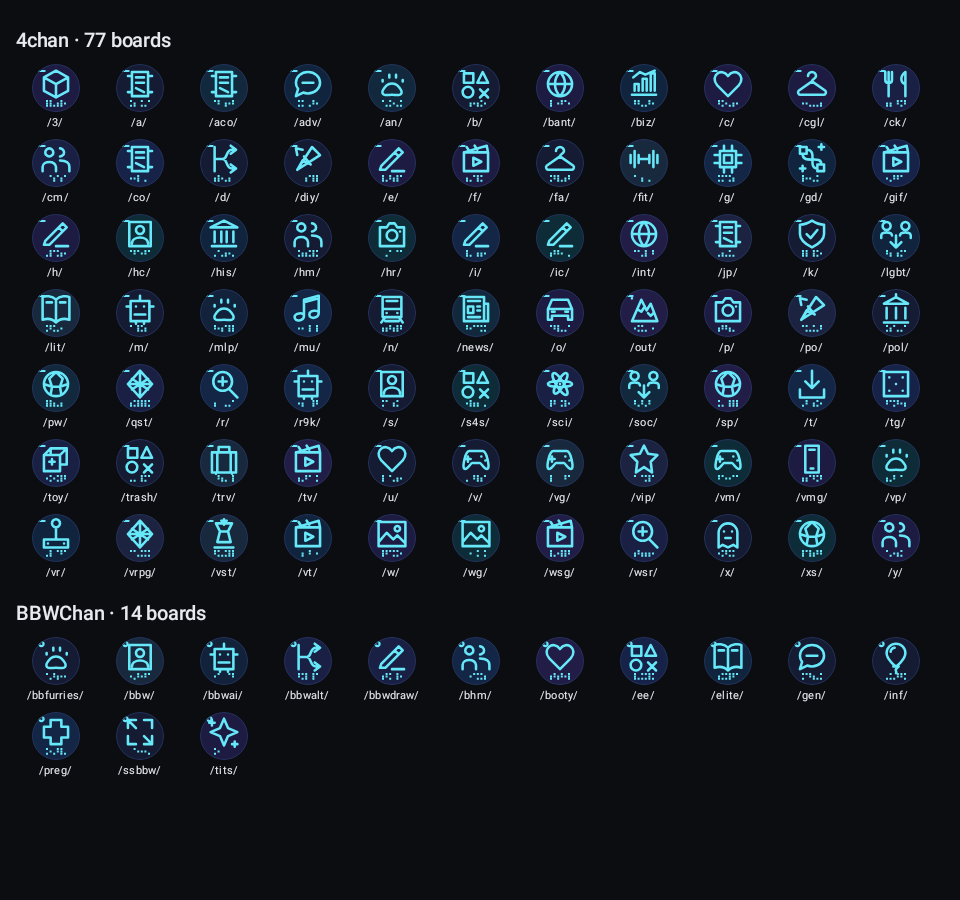 4chan · 77 boards
/3/ /a/ /aco/ /adv/ /an/ /b/ /bant/ /biz/ /c/ /cgl/ /ck/
/cm/ /co/ /d/ /diy/ /e/ /f/ /fa/ /fit/ /g/ /gd/ /gif/
/h/ /hc/ /his/ /hm/ /hr/ /i/ /ic/ /int/ /jp/ /k/ /lgbt/
/lit/ /m/ /mlp/ /mu/ /n/ /news/ /o/ /out/ /p/ /po/ /pol/
/pw/ /qst/ /r/ /r9k/ /s/ /s4s/ /sci/ /soc/ /sp/ /t/ /tg/
/toy/ /trash/ /trv/ /tv/ /u/ /v/ /vg/ /vip/ /vm/ /vmg/ /vp/
/vr/ /vrpg/ /vst/ /vt/ /w/ /wg/ /wsg/ /wsr/ /x/ /xs/ /y/
BBWChan · 14 boards
/bbfurries/ /bbw/ /bbwai/ /bbwalt/ /bbwdraw/ /bhm/ /booty/ /ee/ /elite/ /gen/ /inf/
/preg/ /ssbbw/ /tits/